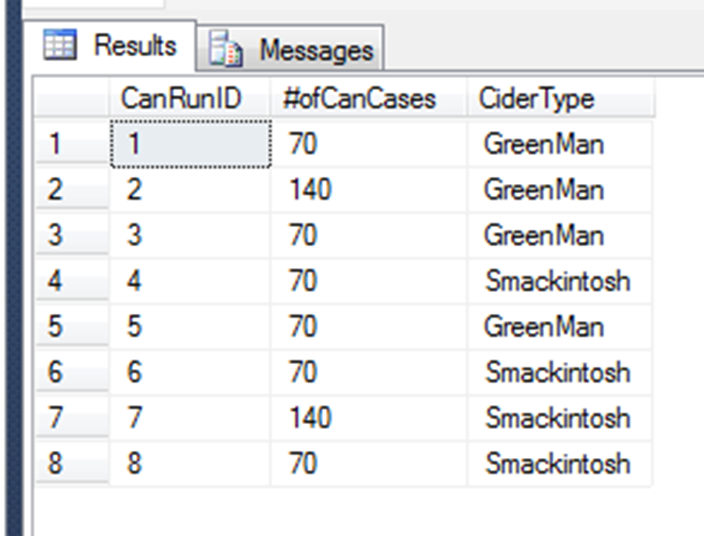 Results Messages
CanRunID #ofCanCases CiderType
1 1 70 GreenMan
2 2 140 GreenMan
3 3 70 GreenMan
4 4 70 Smackintosh
5 5 70 GreenMan
6 6 70 Smackintosh
7 7 140 Smackintosh
8 8 70 Smackintosh